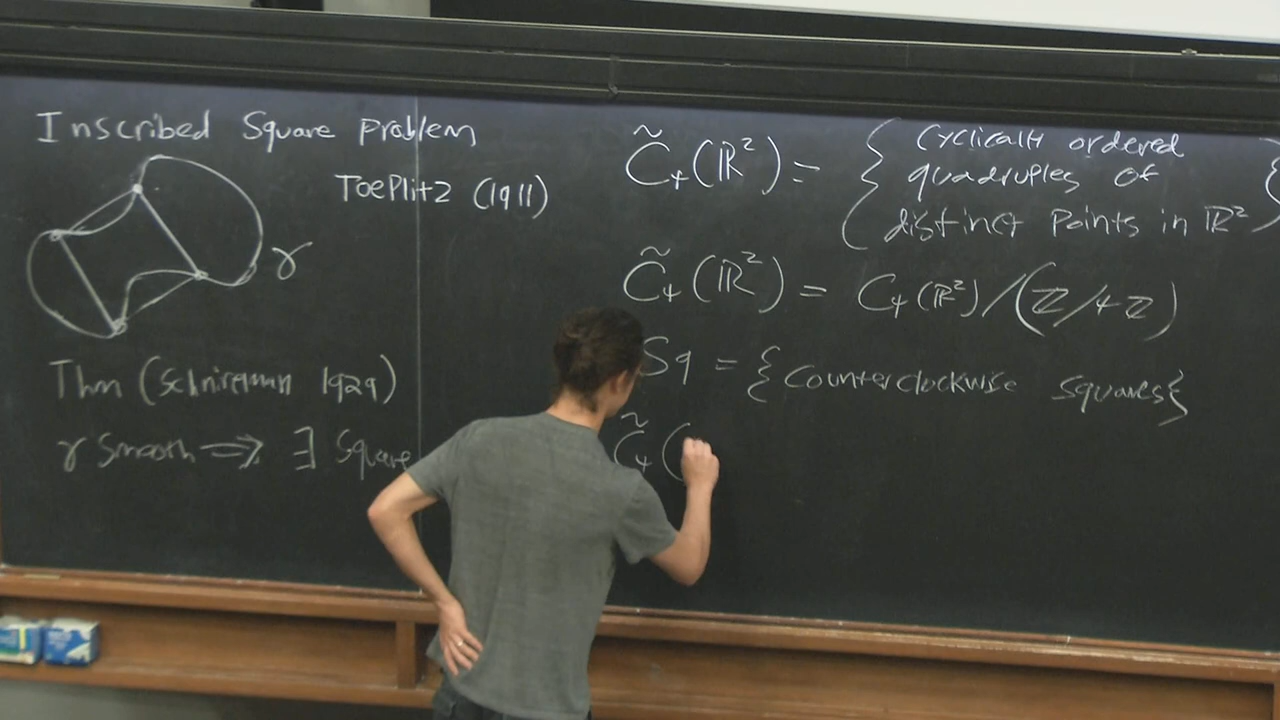 Inscribed Square Problem
Toeplitz (1911)
γ
Thm (Schnirelman 1929)
γ smooth ⟹ ∃ Square
C̃₄(ℝ²) = { cyclically ordered
quadruples of
distinct Points in ℝ² }
C̃₄(ℝ²) = C₄(ℝ²)/(ℤ/4ℤ)
Sq = {Counterclockwise squares}
C̃₄(